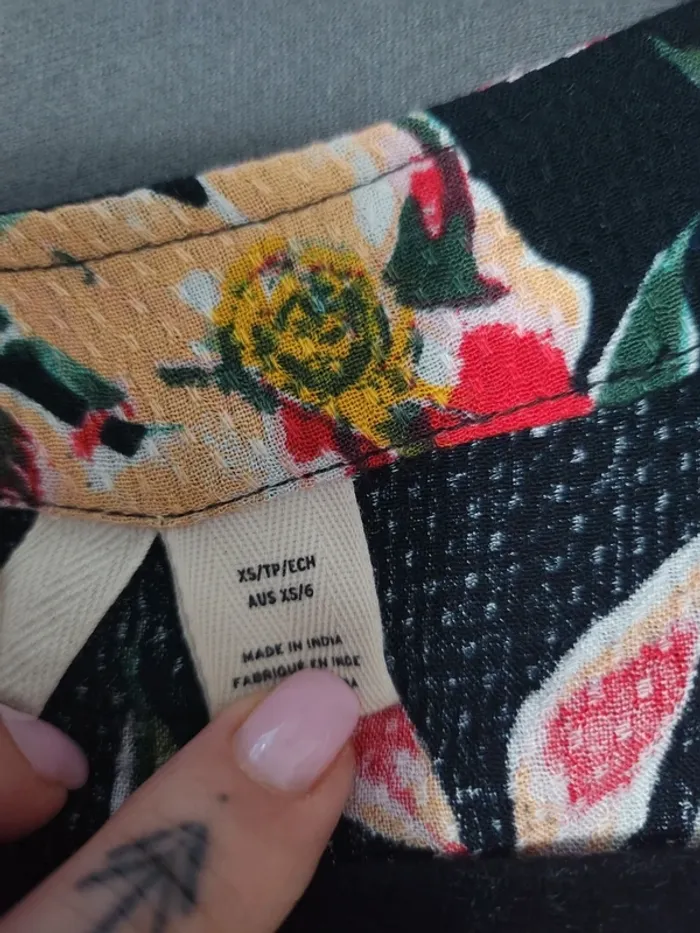 XS/TP/ECH
AUS XS/6
MADE IN INDIA
FABRIQUÉ EN INDE